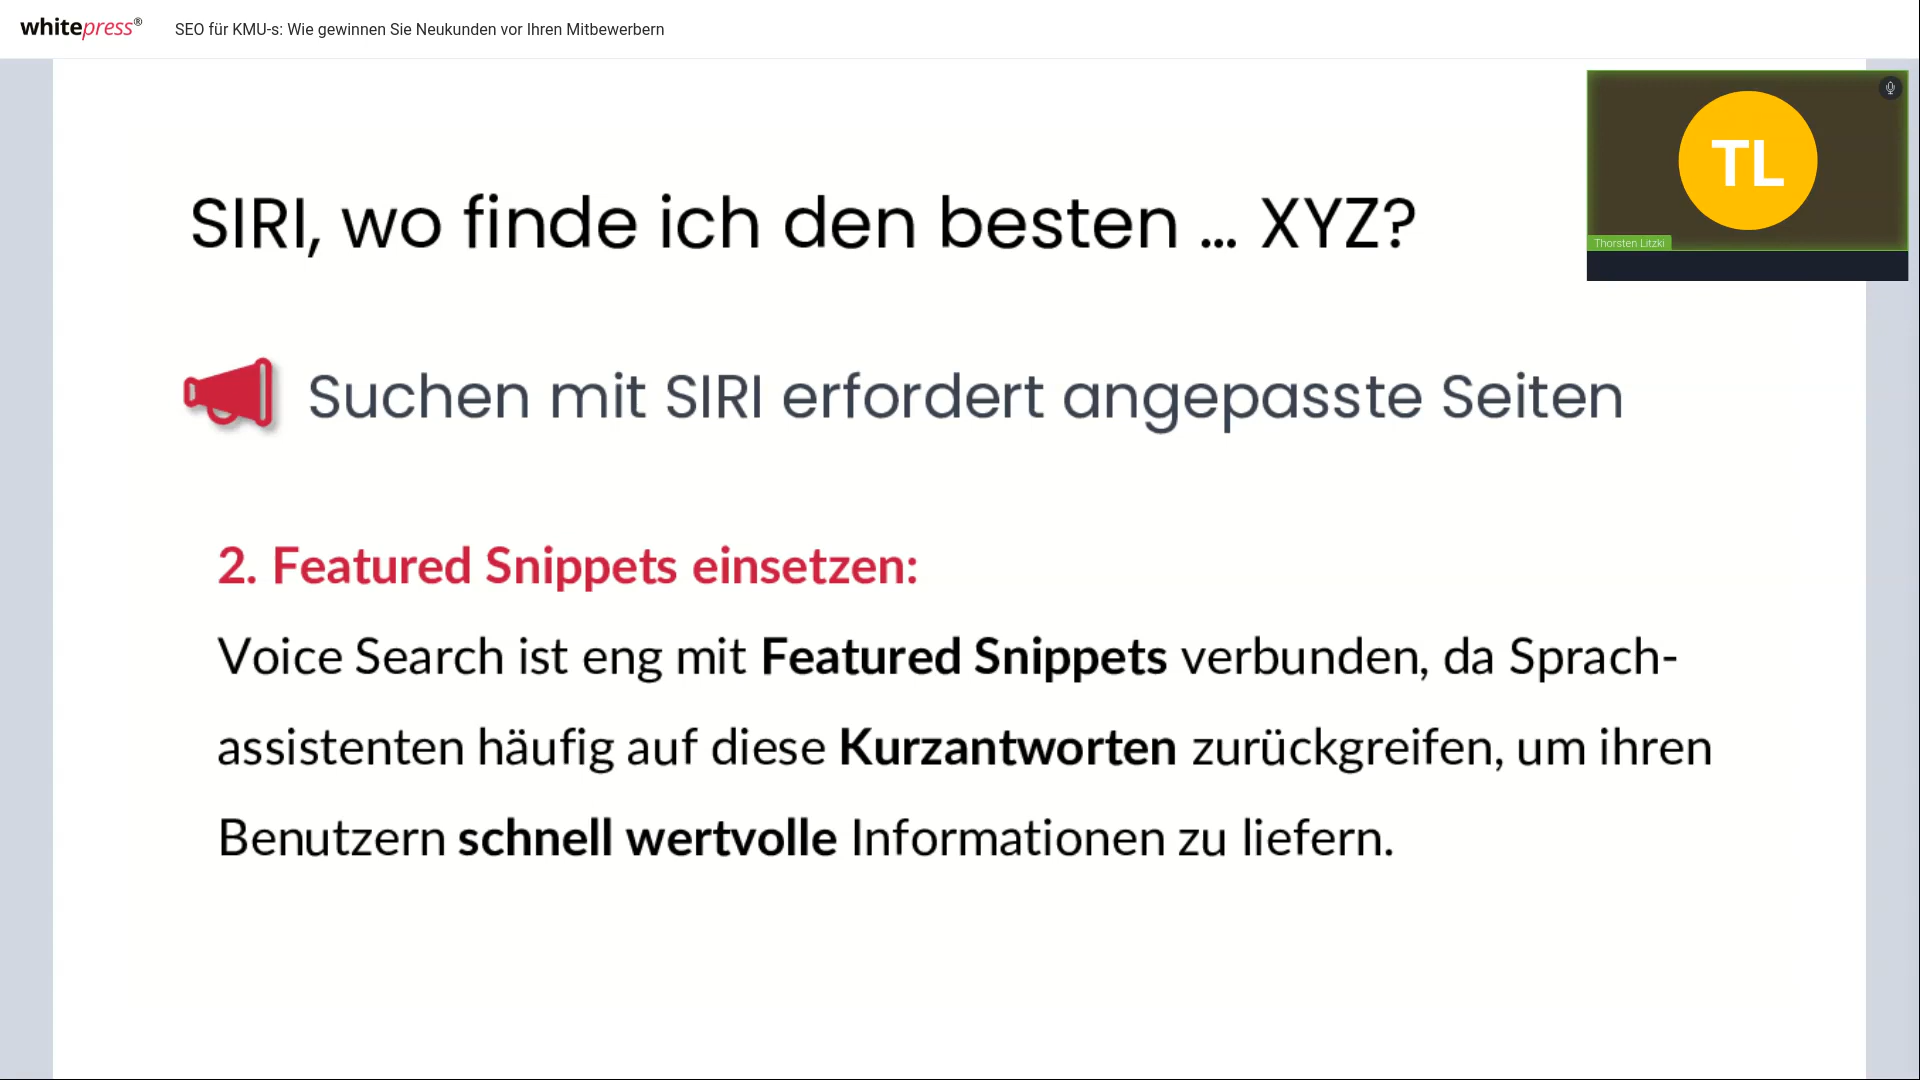 whitepress® SEO für KMU-s: Wie gewinnen Sie Neukunden vor Ihren Mitbewerbern
TL
Thorsten Litzki
SIRI, wo finde ich den besten ... XYZ?
Suchen mit SIRI erfordert angepasste Seiten
2. Featured Snippets einsetzen:
Voice Search ist eng mit Featured Snippets verbunden, da Sprach-
assistenten häufig auf diese Kurzantworten zurückgreifen, um ihren
Benutzern schnell wertvolle Informationen zu liefern.